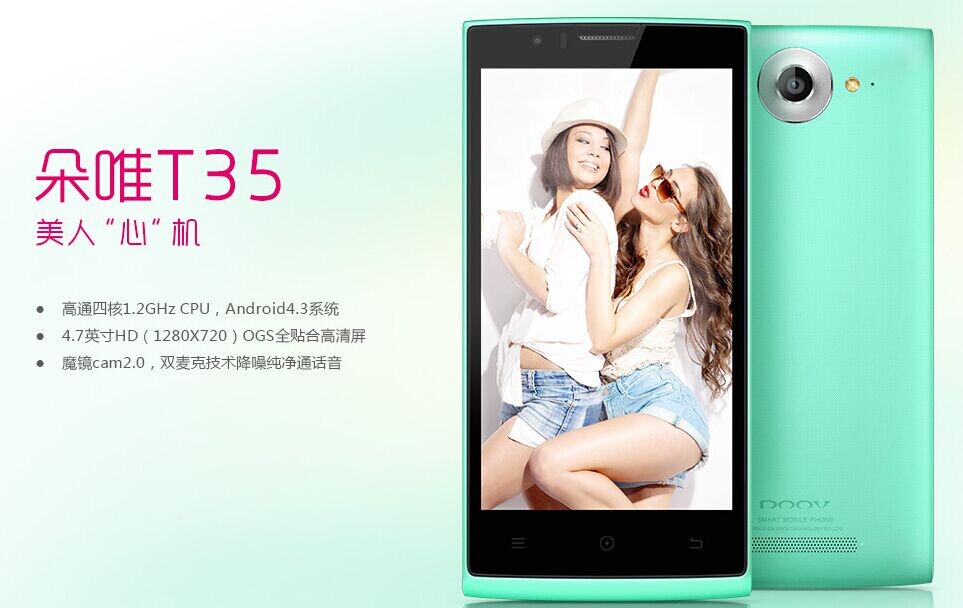 朵唯T35
美人“心”机
高通四核1.2GHz CPU，Android4.3系统
4.7英寸HD（1280X720）OGS全贴合高清屏
魔镜cam2.0，双麦克技术降噪纯净通话音
DOOV
SMART MOBILE PHONE